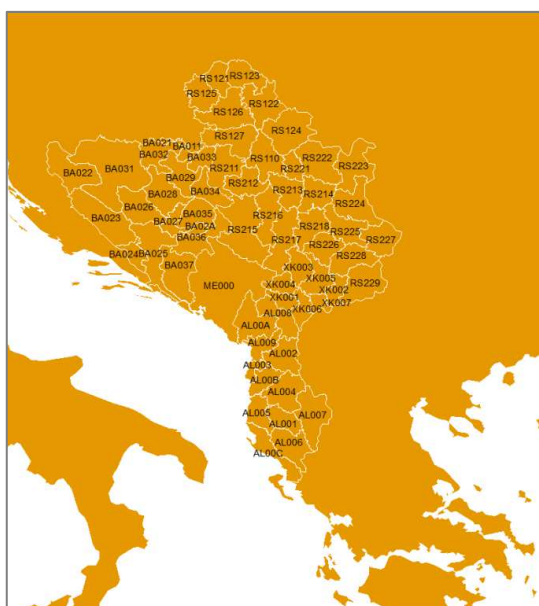 RS121 RS123
RS125
RS122
RS126
RS124
RS127
BA021 BA011
BA032 BA033
RS110 RS222
RS223
BA022 BA031
RS211 RS221
BA029
RS212
BA028 BA034
RS213 RS214
RS224
BA026
BA023
BA035
RS216
BA027 BA02A
RS215
RS218 RS225
BA036
RS217 RS226 RS227
BA024 BA025
RS228
BA037
XK003
ME000
XK004 XK005
RS229
XK002
XK001
XK006 XK007
AL008
AL00A
AL009
AL002
AL003
AL00B
AL004
AL005
AL007
AL001
AL006
AL00C